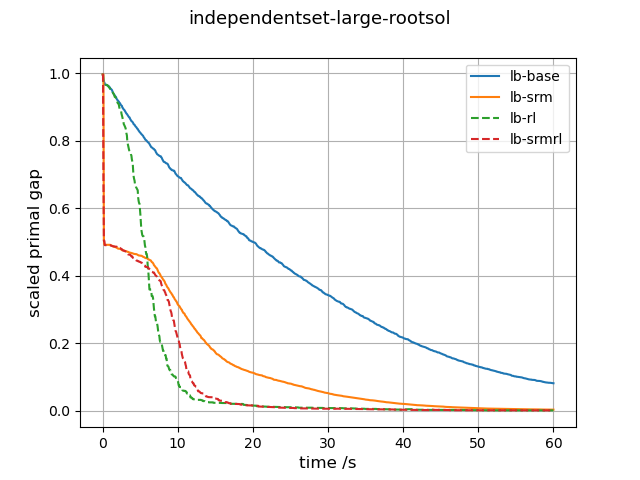 independentset-large-rootsol
1.0
0.8
0.6
0.4
0.2
0.0
scaled primal gap
0
10
20
30
40
50
60
time /s
lb-base
lb-srm
lb-rl
lb-srmrl